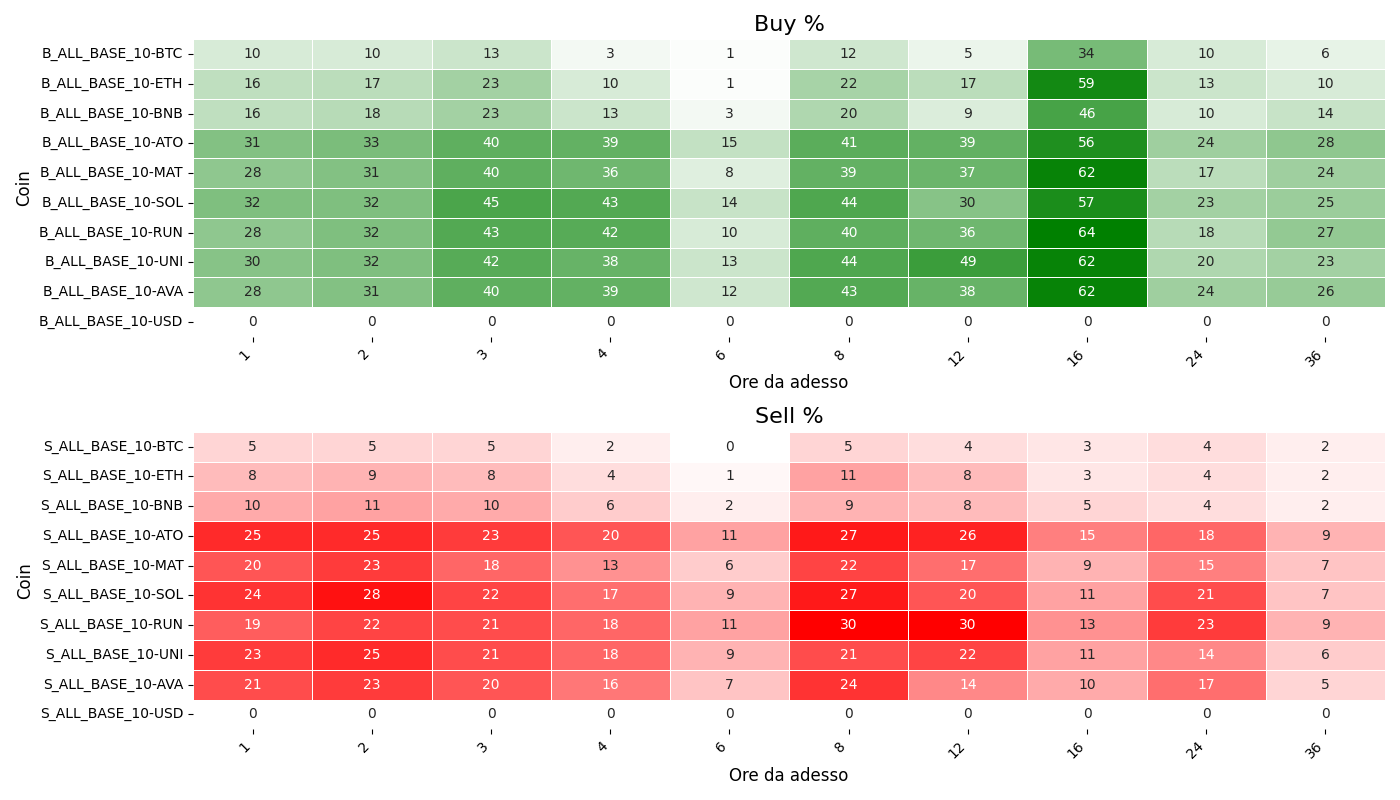 Buy %
Coin
B_ALL_BASE_10-BTC 10 10 13 3 1 12 5 34 10 6
B_ALL_BASE_10-ETH 16 17 23 10 1 22 17 59 13 10
B_ALL_BASE_10-BNB 16 18 23 13 3 20 9 46 10 14
B_ALL_BASE_10-ATO 31 33 40 39 15 41 39 56 24 28
B_ALL_BASE_10-MAT 28 31 40 36 8 39 37 62 17 24
B_ALL_BASE_10-SOL 32 32 45 43 14 44 30 57 23 25
B_ALL_BASE_10-RUN 28 32 43 42 10 40 36 64 18 27
B_ALL_BASE_10-UNI 30 32 42 38 13 44 49 62 20 23
B_ALL_BASE_10-AVA 28 31 40 39 12 43 38 62 24 26
B_ALL_BASE_10-USD 0 0 0 0 0 0 0 0 0 0
1 2 3 4 6 8 12 16 24 36
Ore da adesso
Sell %
Coin
S_ALL_BASE_10-BTC 5 5 5 2 0 5 4 3 4 2
S_ALL_BASE_10-ETH 8 9 8 4 1 11 8 3 4 2
S_ALL_BASE_10-BNB 10 11 10 6 2 9 8 5 4 2
S_ALL_BASE_10-ATO 25 25 23 20 11 27 26 15 18 9
S_ALL_BASE_10-MAT 20 23 18 13 6 22 17 9 15 7
S_ALL_BASE_10-SOL 24 28 22 17 9 27 20 11 21 7
S_ALL_BASE_10-RUN 19 22 21 18 11 30 30 13 23 9
S_ALL_BASE_10-UNI 23 25 21 18 9 21 22 11 14 6
S_ALL_BASE_10-AVA 21 23 20 16 7 24 14 10 17 5
S_ALL_BASE_10-USD 0 0 0 0 0 0 0 0 0 0
1 2 3 4 6 8 12 16 24 36
Ore da adesso